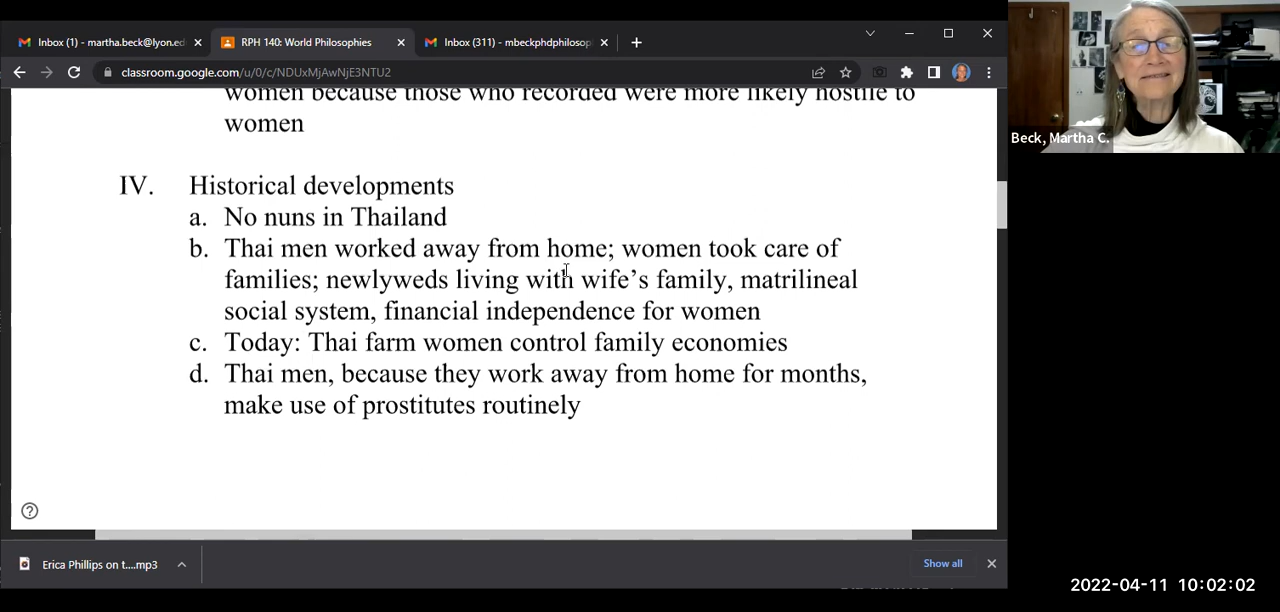 Inbox (1) - martha.beck@lyon.ed
RPH 140: World Philosophies
Inbox (311) - mbeckphdphilosop
classroom.google.com/u/0/c/NDUxMjAwNjE3NTU2
women because those who recorded were more likely hostile to
women
IV. Historical developments
a. No nuns in Thailand
b. Thai men worked away from home; women took care of
families; newlyweds living with wife's family, matrilineal
social system, financial independence for women
c. Today: Thai farm women control family economies
d. Thai men, because they work away from home for months,
make use of prostitutes routinely
Erica Phillips on t....mp3
Show all
Beck, Martha C.
2022-04-11 10:02:02